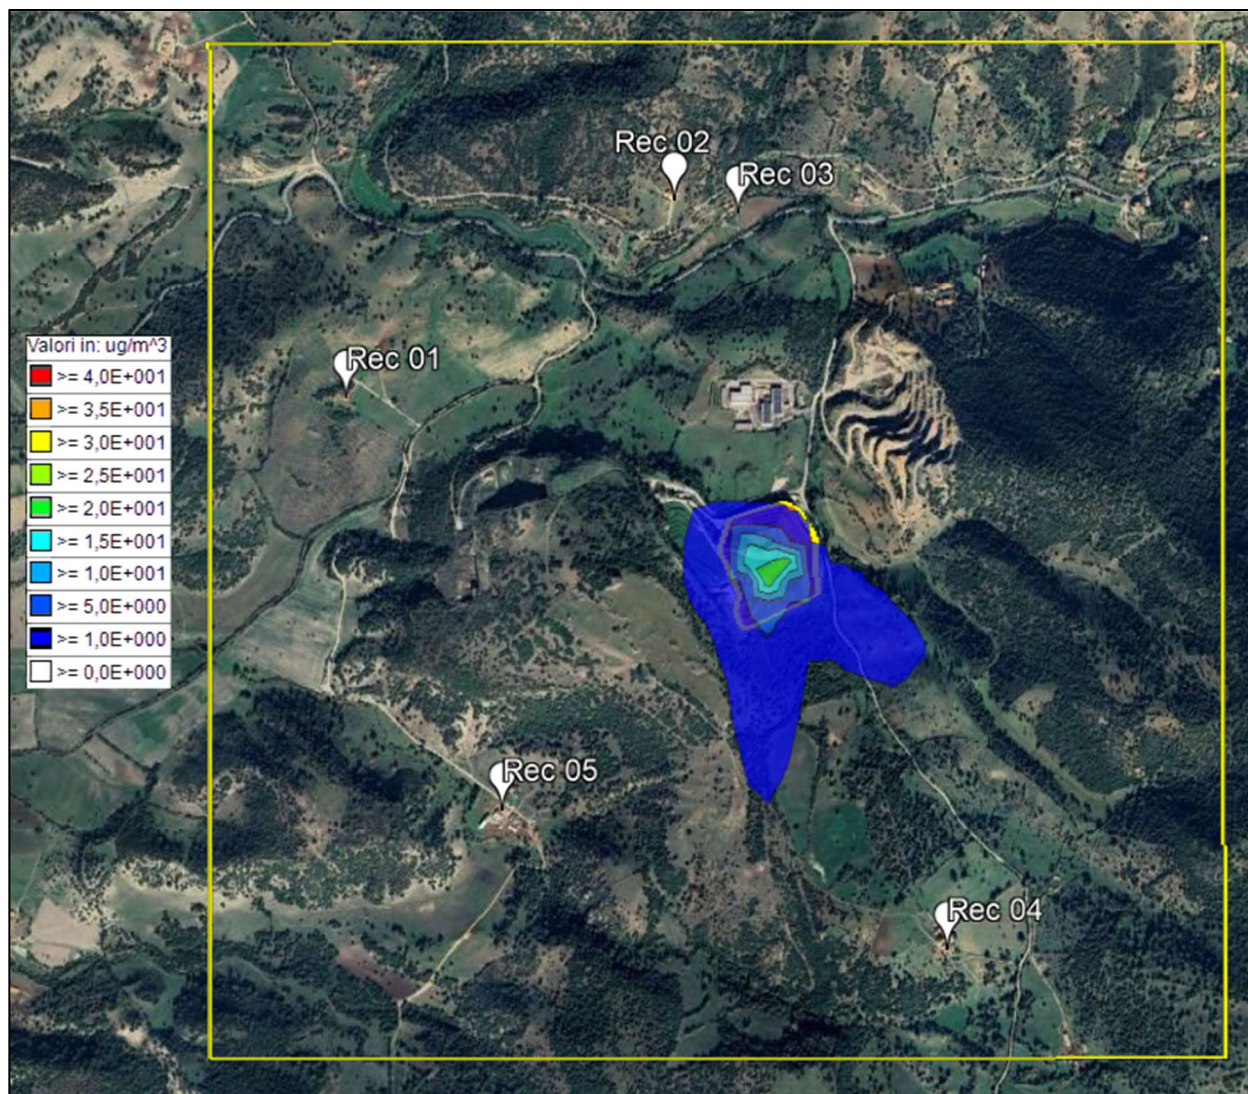 Rec 02
Rec 03
Rec 01
Valori in: ug/m^3
>= 4,0E+001
>= 3,5E+001
>= 3,0E+001
>= 2,5E+001
>= 2,0E+001
>= 1,5E+001
>= 1,0E+001
>= 5,0E+000
>= 1,0E+000
>= 0,0E+000
Rec 05
Rec 04